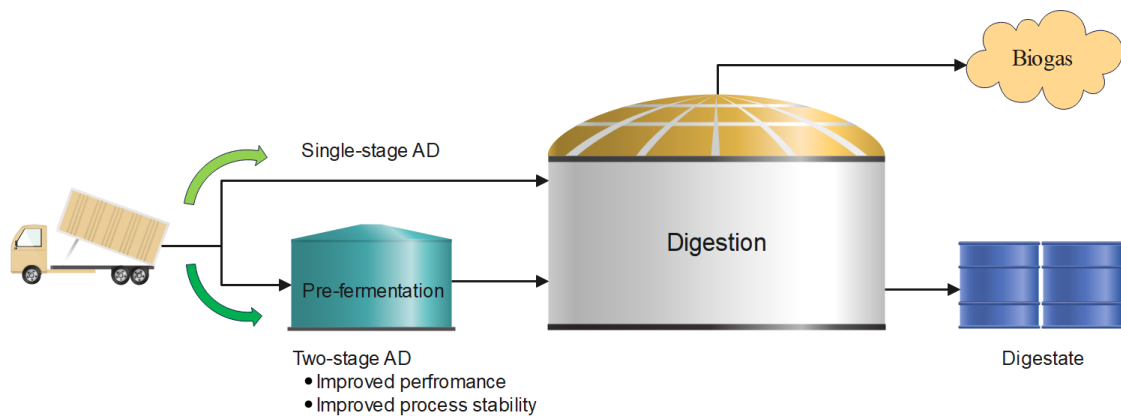 Biogas
Single-stage AD
Digestion
Pre-fermentation
Two-stage AD
• Improved perfromance
• Improved process stability
Digestate